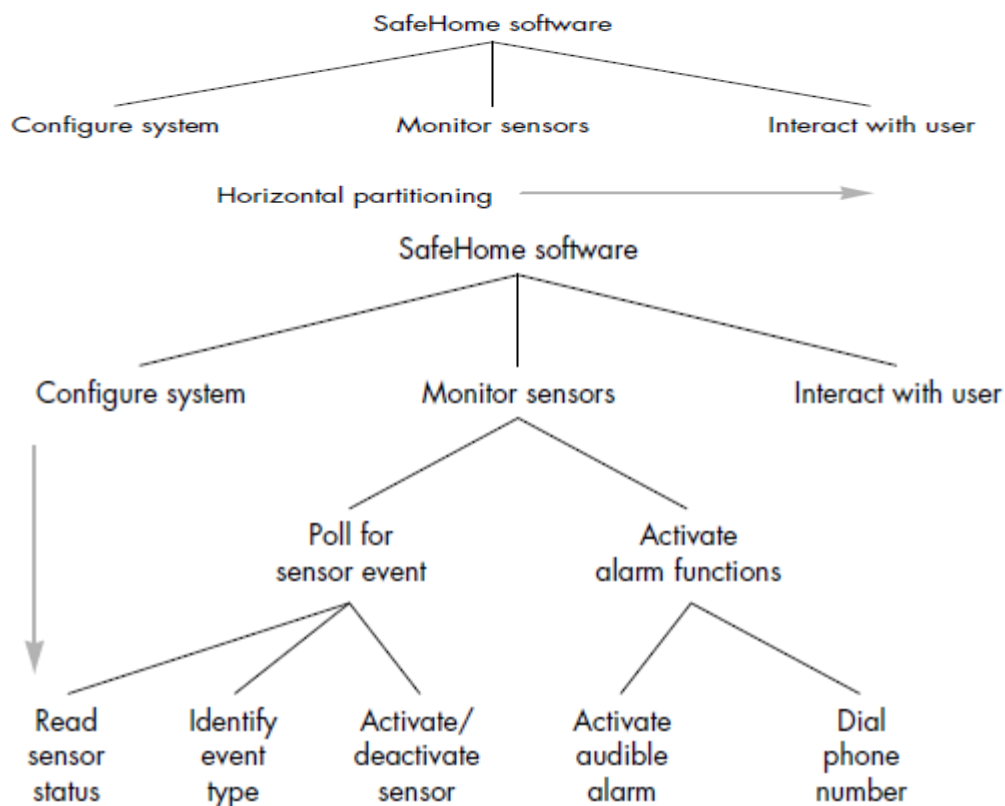 SafeHome software
Configure system Monitor sensors Interact with user
Horizontal partitioning
SafeHome software
Configure system Monitor sensors Interact with user
Poll for
sensor event
Activate
alarm functions
Read
sensor
status
Identify
event
type
Activate/
deactivate
sensor
Activate
audible
alarm
Dial
phone
number